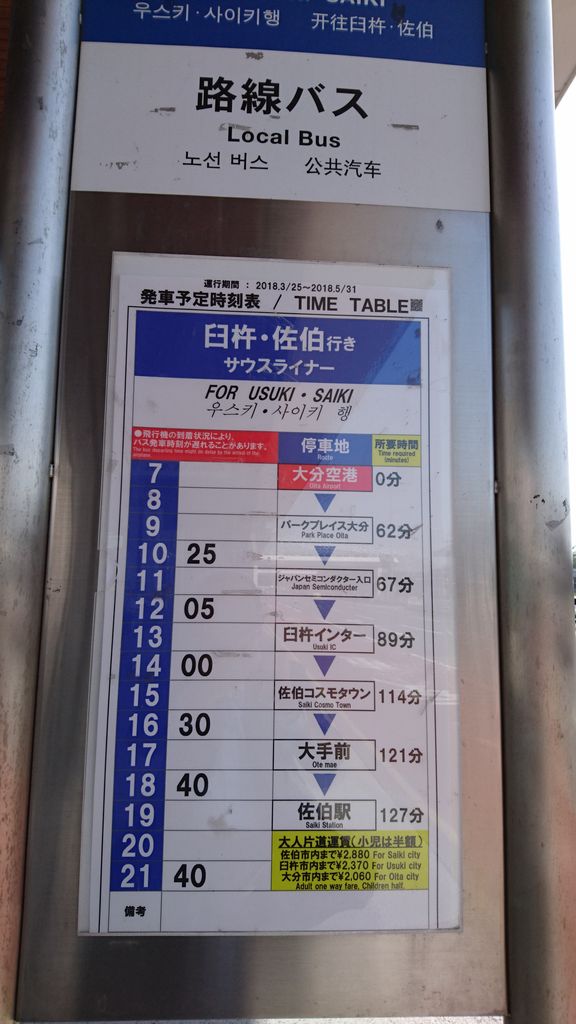 SAIKI
우스키·사이키행 开往臼杵·佐伯
路線バス
Local Bus
노선 버스 公共汽车
運行期間 : 2018.3/25～2018.5/31
発車予定時刻表 / TIME TABLE
臼杵・佐伯行き
サウスライナー
FOR USUKI・SAIKI
우스키・사이키 행
●飛行機の到着状況により、
バス発車時刻が遅れることがあります。
The bus departing time might be delay by the arrival of the
airplane.
停車地
Route
所要時間
Time required
(minutes)
7
大分空港 0分
Oita Airport
8
9
パークプレイス大分 62分
Park Place Oita
10 25
11
ジャパンセミコンダクター入口 67分
Japan Semiconducter
12 05
13
臼杵インター 89分
Usuki IC
14 00
15
佐伯コスモタウン 114分
Saiki Cosmo Town
16 30
17
大手前 121分
Ote mae
18 40
19
佐伯駅 127分
Saiki Station
20
21 40
大人片道運賃(小児は半額)
佐伯市内まで¥2,880 For Saiki city
臼杵市内まで¥2,370 For Usuki city
大分市内まで¥2,060 For Oita city
Adult one way fare, Children half.
備考